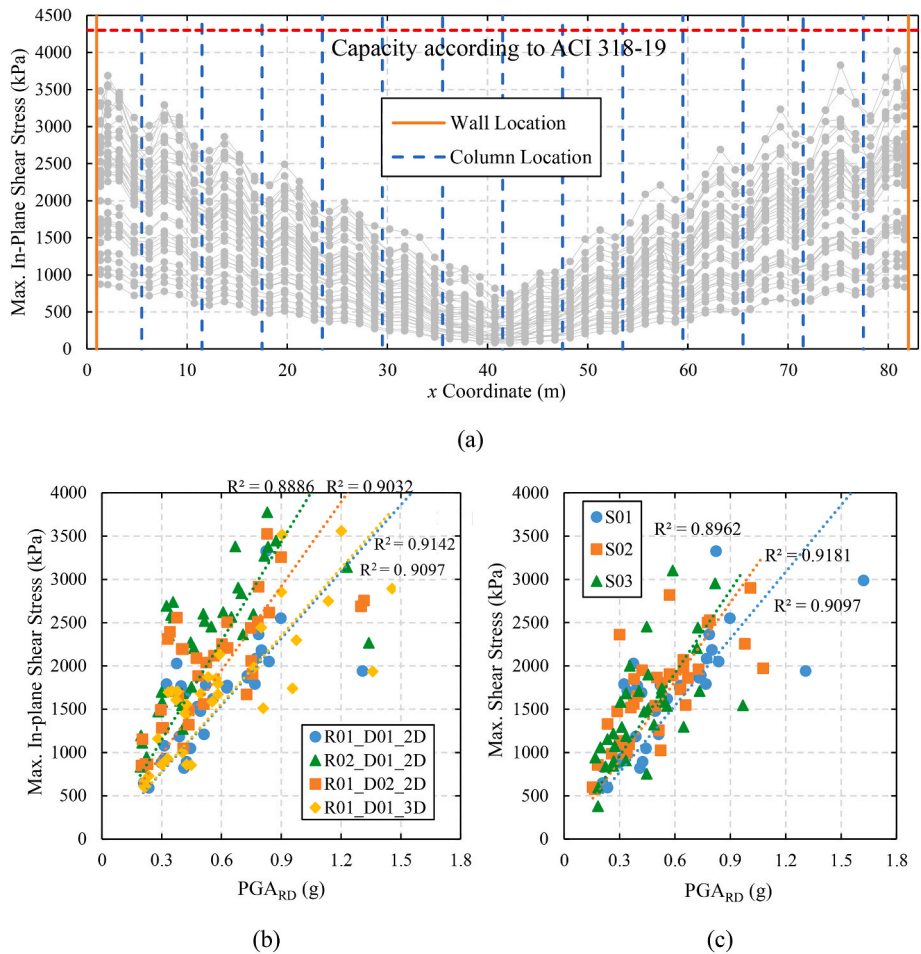 4500
4000
3500
3000
2500
2000
1500
1000
500
0
Max. In-Plane Shear Stress (kPa)
Capacity according to ACI 318-19
Wall Location
Column Location
0 10 20 30 40 50 60 70 80
x Coordinate (m)
(a)
R² = 0.8886 R² = 0.9032
R² = 0.9142
R² = 0.9097
4000
3500
3000
2500
2000
1500
1000
500
0
Max. In-plane Shear Stress (kPa)
R01_D01_2D
R02_D01_2D
R01_D02_2D
R01_D01_3D
0 0.3 0.6 0.9 1.2 1.5 1.8
PGARD (g)
(b)
4000
3500
3000
2500
2000
1500
1000
500
0
Max. Shear Stress (kPa)
S01
S02
S03
R² = 0.8962
R² = 0.9181
R² = 0.9097
0 0.3 0.6 0.9 1.2 1.5 1.8
PGARD (g)
(c)